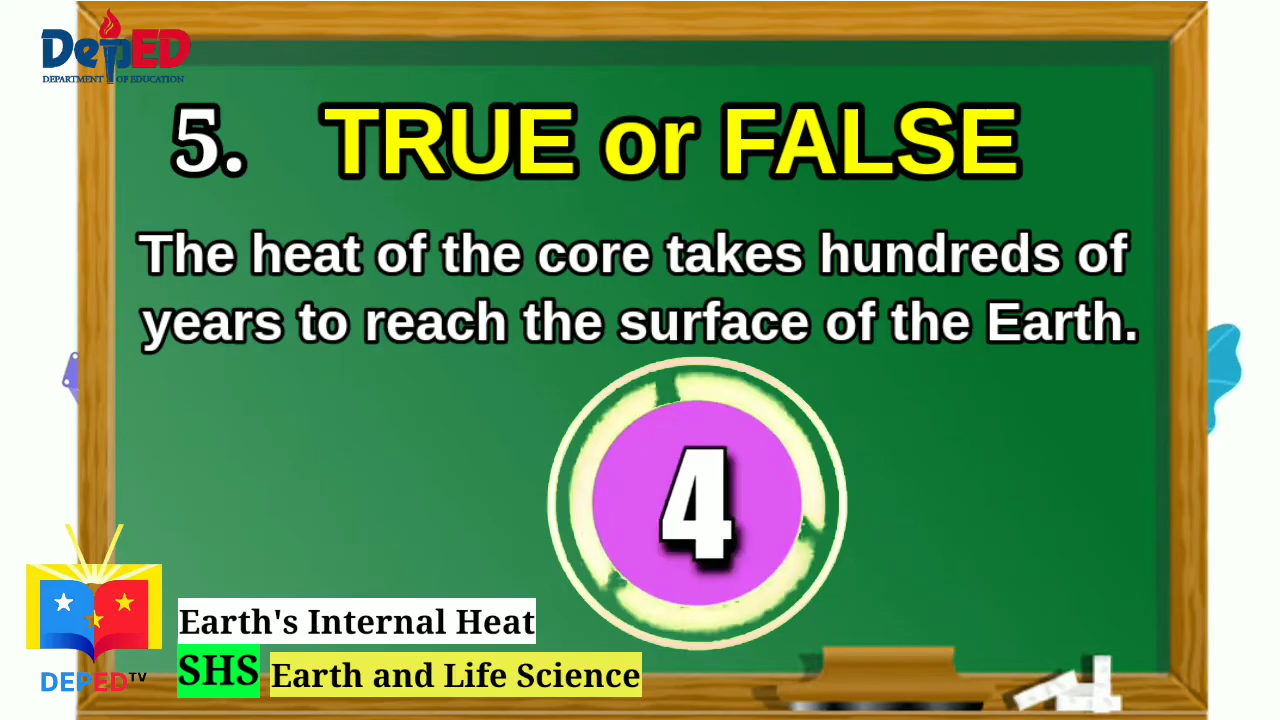 DepED
DEPARTMENT OF EDUCATION
5. TRUE or FALSE
The heat of the core takes hundreds of
years to reach the surface of the Earth.
4
Earth's Internal Heat
SHS Earth and Life Science
DEPED TV